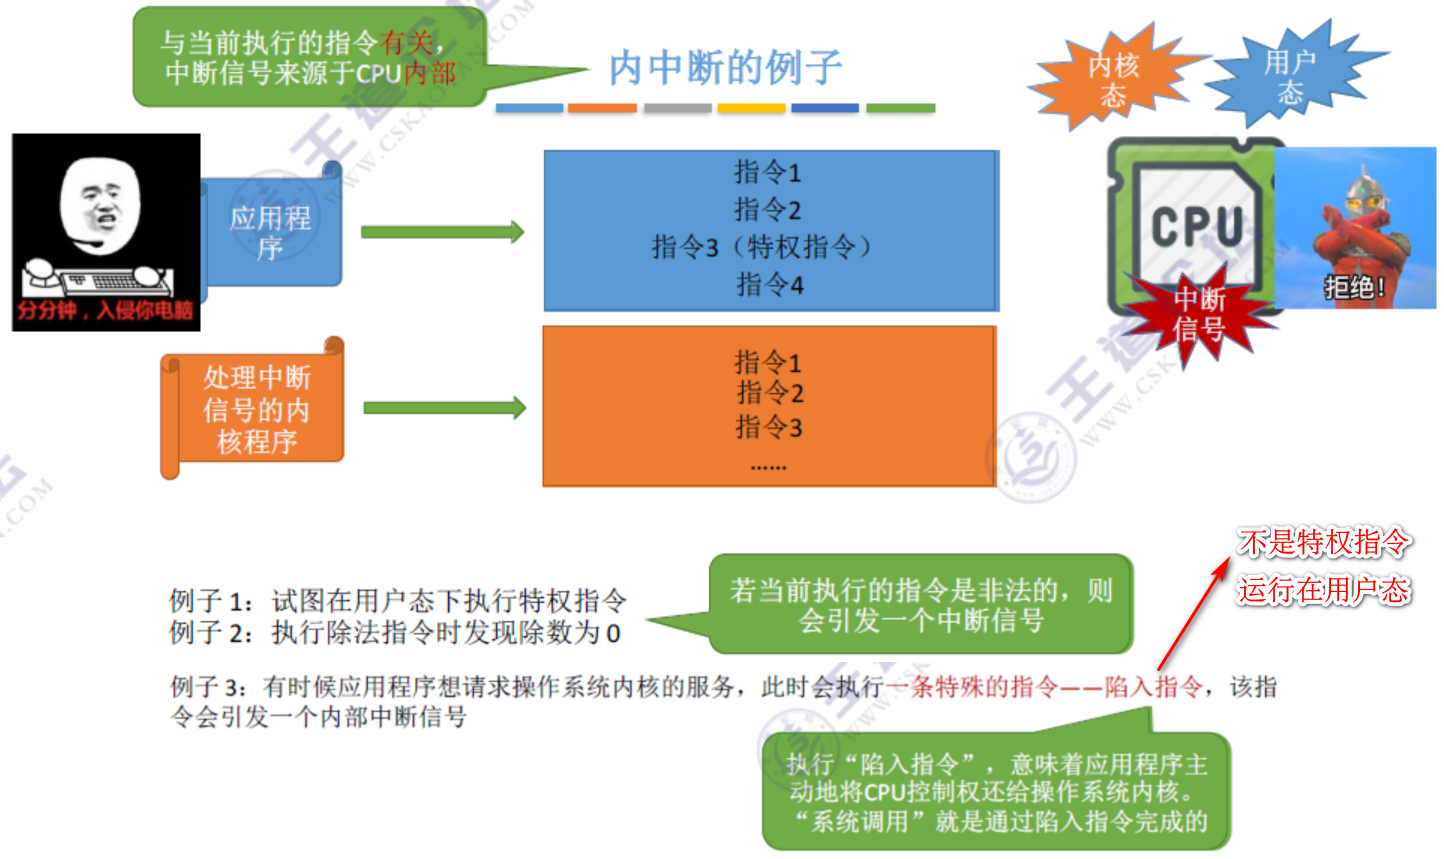 与当前执行的指令有关，
中断信号来源于CPU内部
内中断的例子
内核
态
用户
态
分分钟，入侵你电脑
应用程
序
指令1
指令2
指令3（特权指令）
指令4
CPU
中断
信号
拒绝!
处理中断
信号的内
核程序
指令1
指令2
指令3
……
不是特权指令
运行在用户态
例子 1：试图在用户态下执行特权指令
例子 2：执行除法指令时发现除数为 0
若当前执行的指令是非法的，则
会引发一个中断信号
例子 3：有时候应用程序想请求操作系统内核的服务，此时会执行一条特殊的指令——陷入指令，该指
令会引发一个内部中断信号
执行“陷入指令”，意味着应用程序主
动地将CPU控制权还给操作系统内核。
“系统调用”就是通过陷入指令完成的
王道论坛
WWW.CSKAOYAN.COM